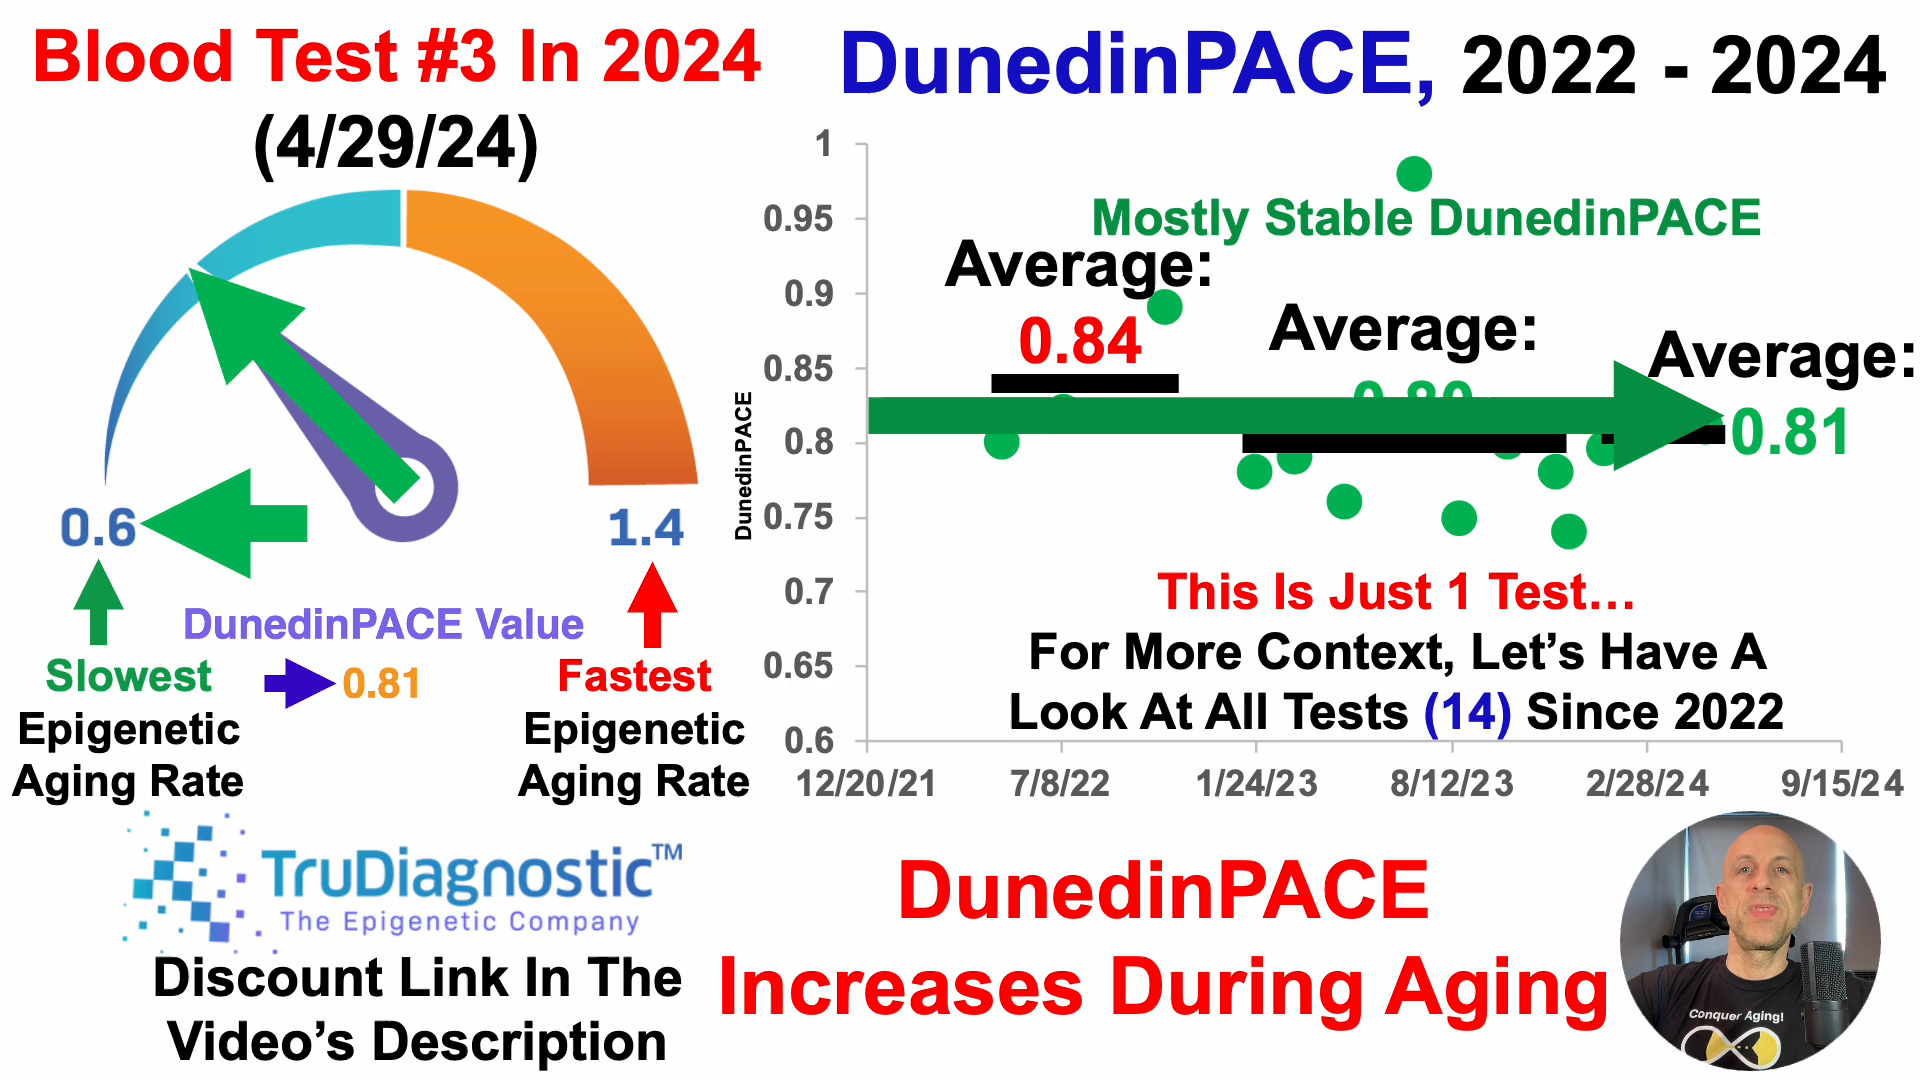 Blood Test #3 In 2024
(4/29/24)
0.6
1.4
DunedinPACE Value
0.81
Slowest
Epigenetic
Aging Rate
Fastest
Epigenetic
Aging Rate
TruDiagnostic™
The Epigenetic Company
Discount Link In The
Video's Description
DunedinPACE, 2022 - 2024
1
0.95
0.9
0.85
0.8
0.75
0.7
0.65
0.6
DunedinPACE
Mostly Stable DunedinPACE
Average:
0.84
Average:
0.80
Average:
0.81
This Is Just 1 Test…
For More Context, Let’s Have A
Look At All Tests (14) Since 2022
12/20/21
7/8/22
1/24/23
8/12/23
2/28/24
9/15/24
DunedinPACE
Increases During Aging
Conquer Aging!